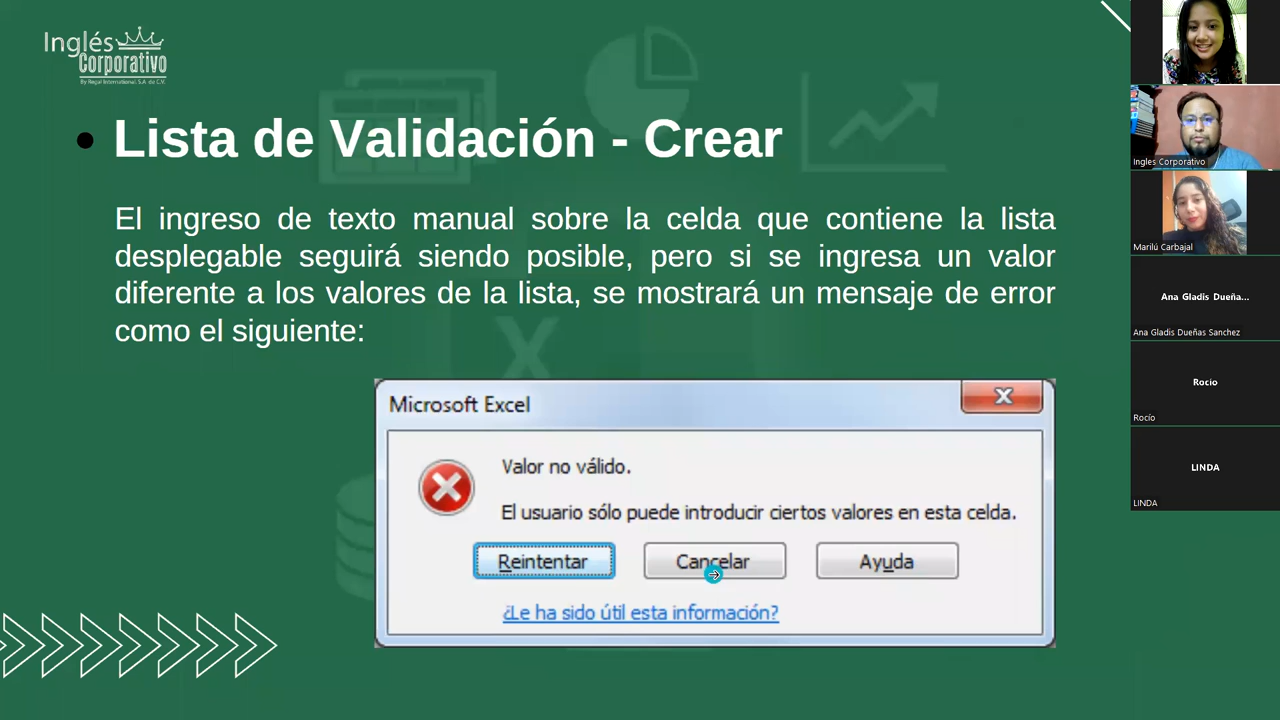 Inglés
Corporativo
By Regal International, S.A. de C.V.
Lista de Validación - Crear
El ingreso de texto manual sobre la celda que contiene la lista
desplegable seguirá siendo posible, pero si se ingresa un valor
diferente a los valores de la lista, se mostrará un mensaje de error
como el siguiente:
Microsoft Excel
Valor no válido.
El usuario sólo puede introducir ciertos valores en esta celda.
Reintentar Cancelar Ayuda
¿Le ha sido útil esta información?
Ingles Corporativo
Marilú Carbajal
Ana Gladis Dueña...
Ana Gladis Dueñas Sanchez
Rocio
Rocío
LINDA
LINDA